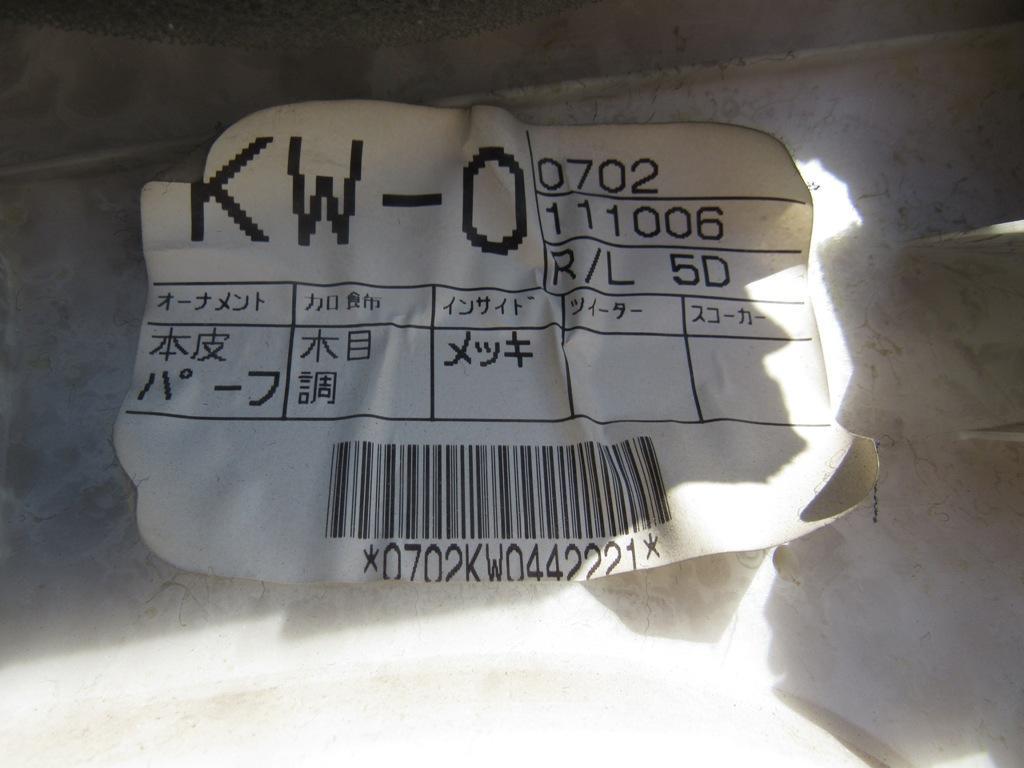 KW-0
0702
111006
R/L 5D
オーナメント 加飾 インサイド ツィーター スコーカー
本皮 木目 メッキ
パーフ 調
*0702KW0442221*